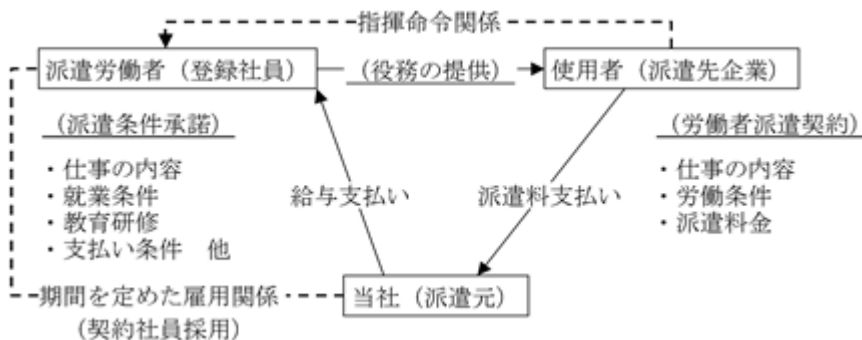 指揮命令関係
派遣労働者（登録社員）
（役務の提供）
使用者（派遣先企業）
（派遣条件承諾）
・仕事の内容
・就業条件
・教育研修
・支払い条件　他
給与支払い
派遣料支払い
（労働者派遣契約）
・仕事の内容
・労働条件
・派遣料金
期間を定めた雇用関係
（契約社員採用）
当社（派遣元）